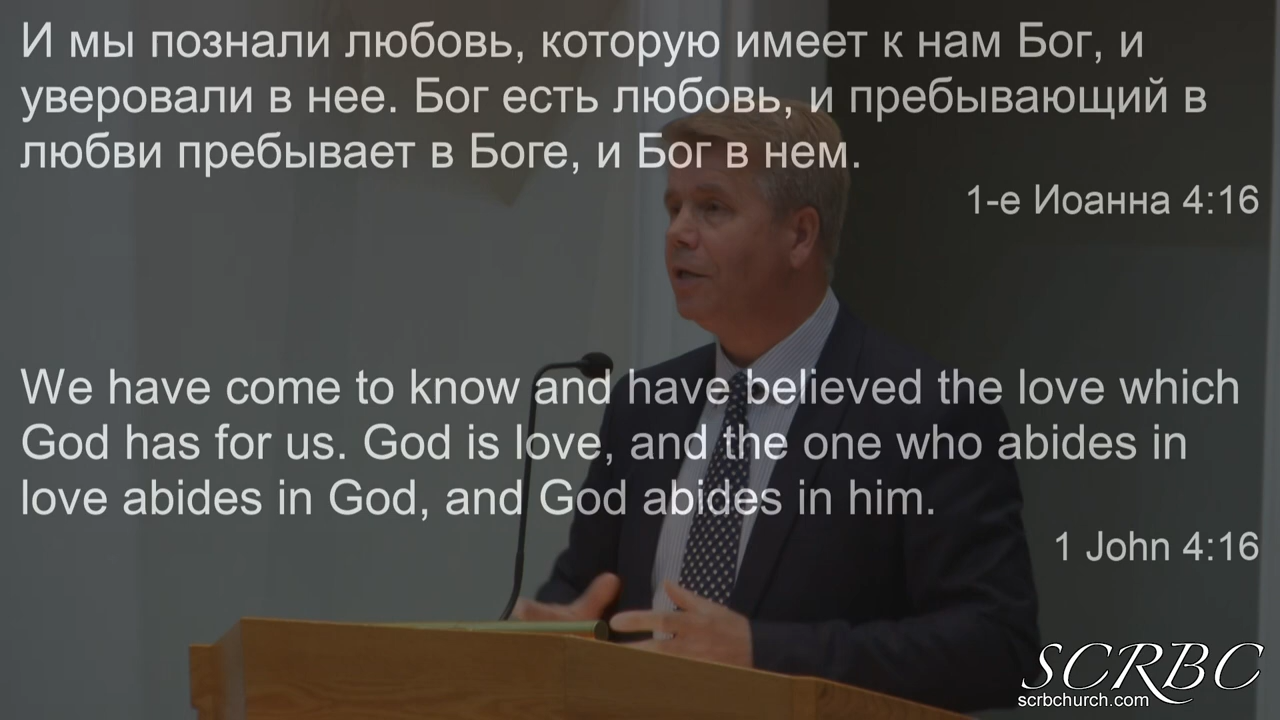 И мы познали любовь, которую имеет к нам Бог, и
уверовали в нее. Бог есть любовь, и пребывающий в
любви пребывает в Боге, и Бог в нем.
1-е Иоанна 4:16
We have come to know and have believed the love which
God has for us. God is love, and the one who abides in
love abides in God, and God abides in him.
1 John 4:16
SCRBC
scrbchurch.com